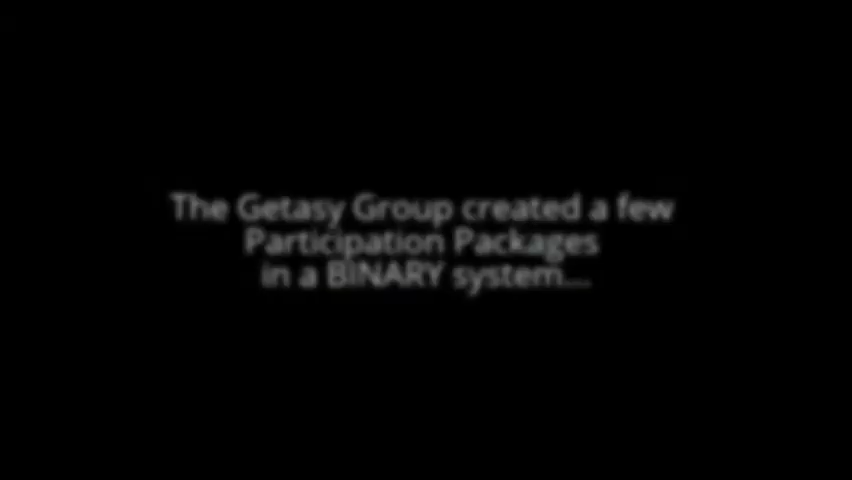 The Getasy Group created a few
Participation Packages
in a BINARY system...